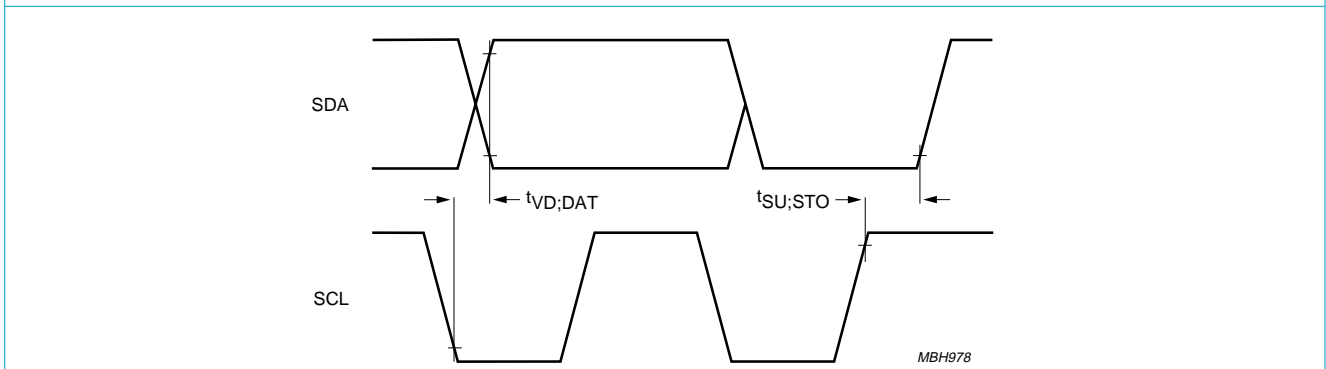 SDA
tVD;DAT
tSU;STO
SCL
MBH978